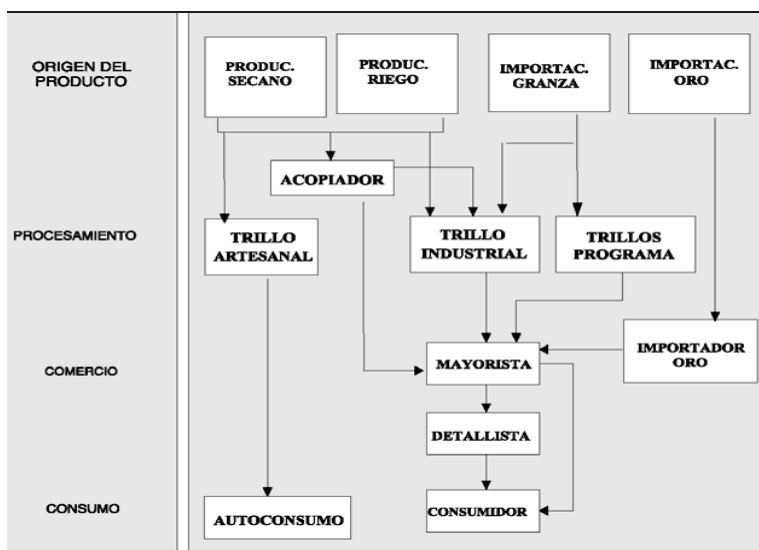 ORIGEN DEL
PRODUCTO
PRODUC.
SECANO
PRODUC.
RIEGO
IMPORTAC.
GRANZA
IMPORTAC.
ORO
ACOPIADOR
PROCESAMIENTO
TRILLO
ARTESANAL
TRILLO
INDUSTRIAL
TRILLOS
PROGRAMA
COMERCIO
MAYORISTA
IMPORTADOR
ORO
DETALLISTA
CONSUMO
AUTOCONSUMO
CONSUMIDOR